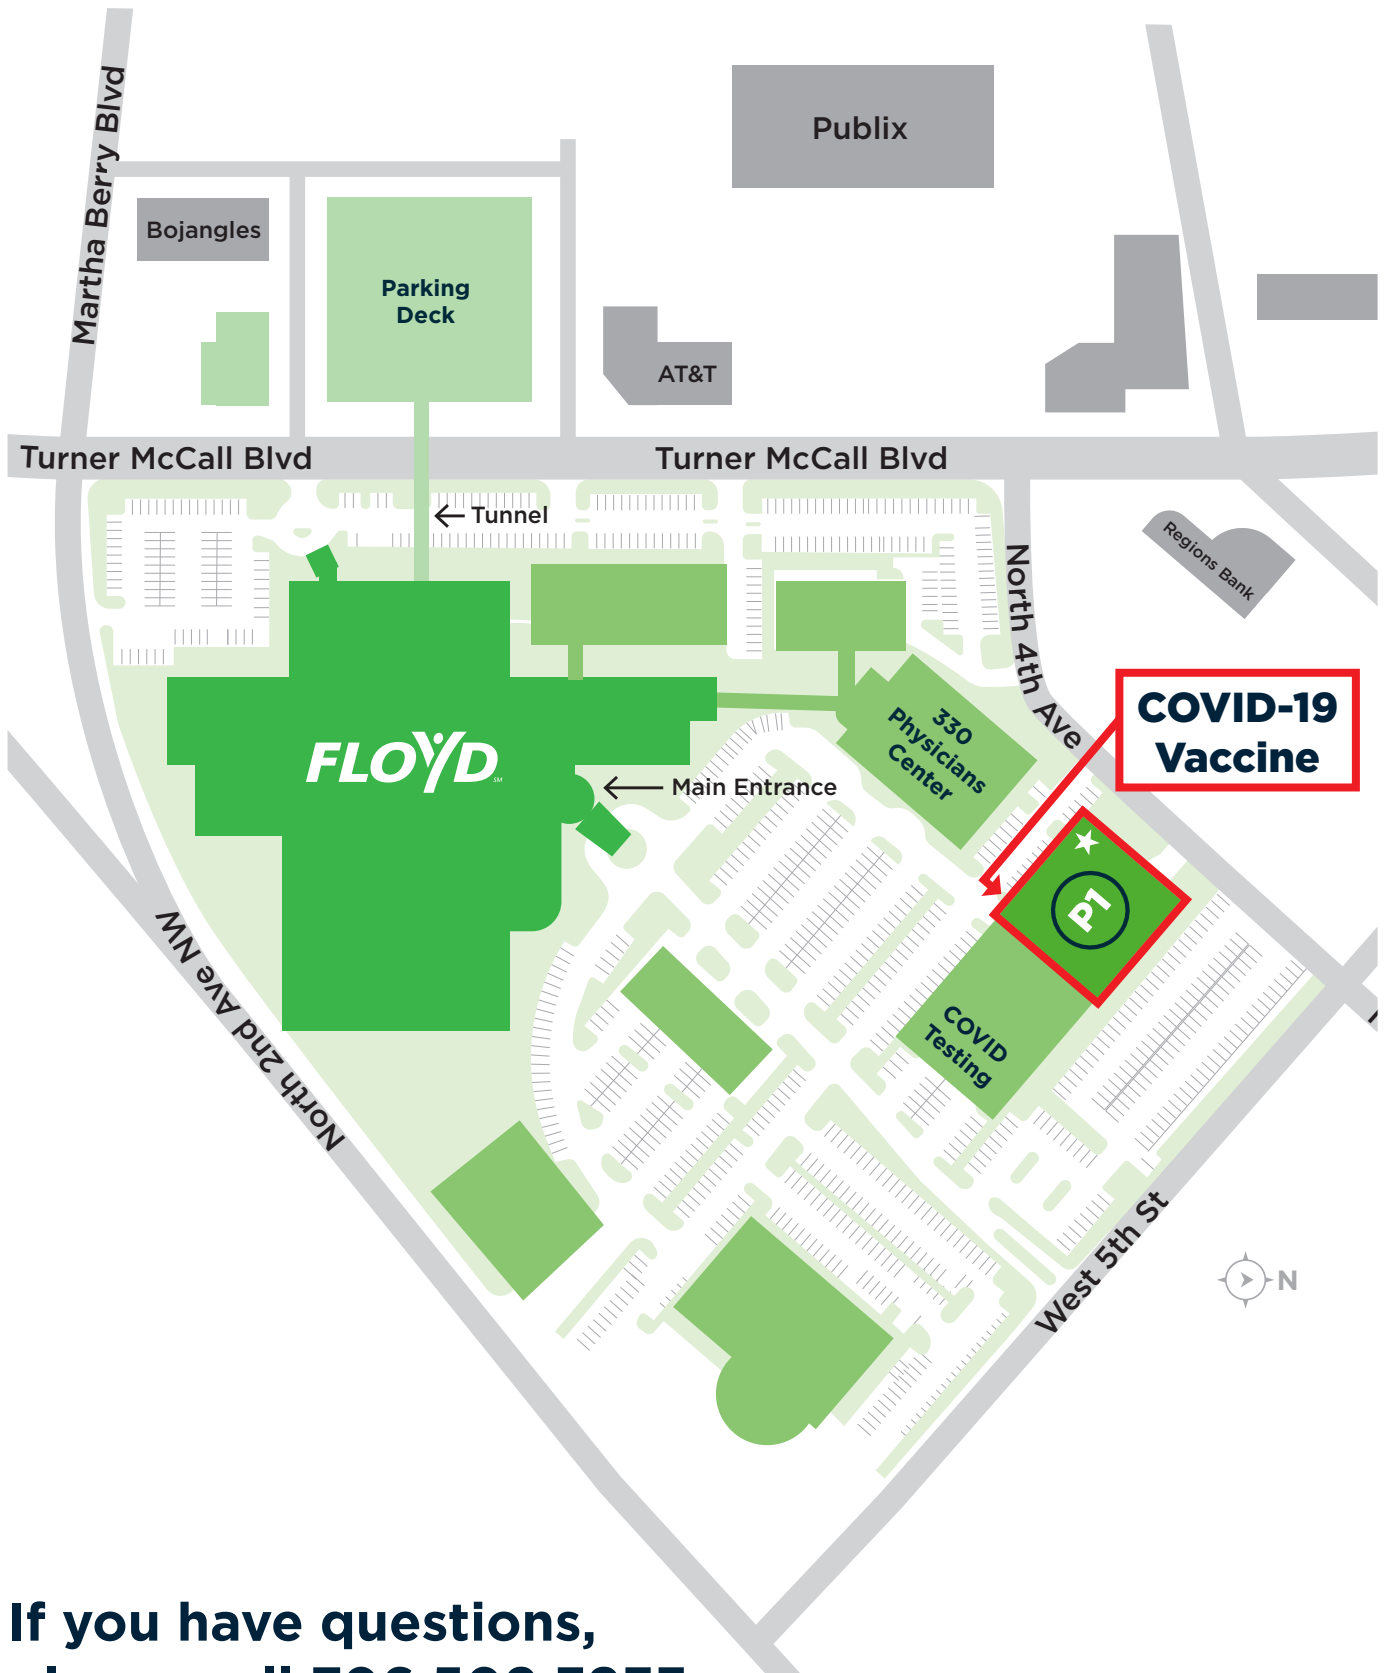 Martha Berry Blvd
Publix
Bojangles
Parking
Deck
AT&T
Turner McCall Blvd
Turner McCall Blvd
Tunnel
Regions Bank
North 4th Ave
COVID-19
Vaccine
330
Physicians
Center
FLOYD
SM
Main Entrance
P1
North 2nd Ave NW
COVID
Testing
West 5th St
N
If you have questions,